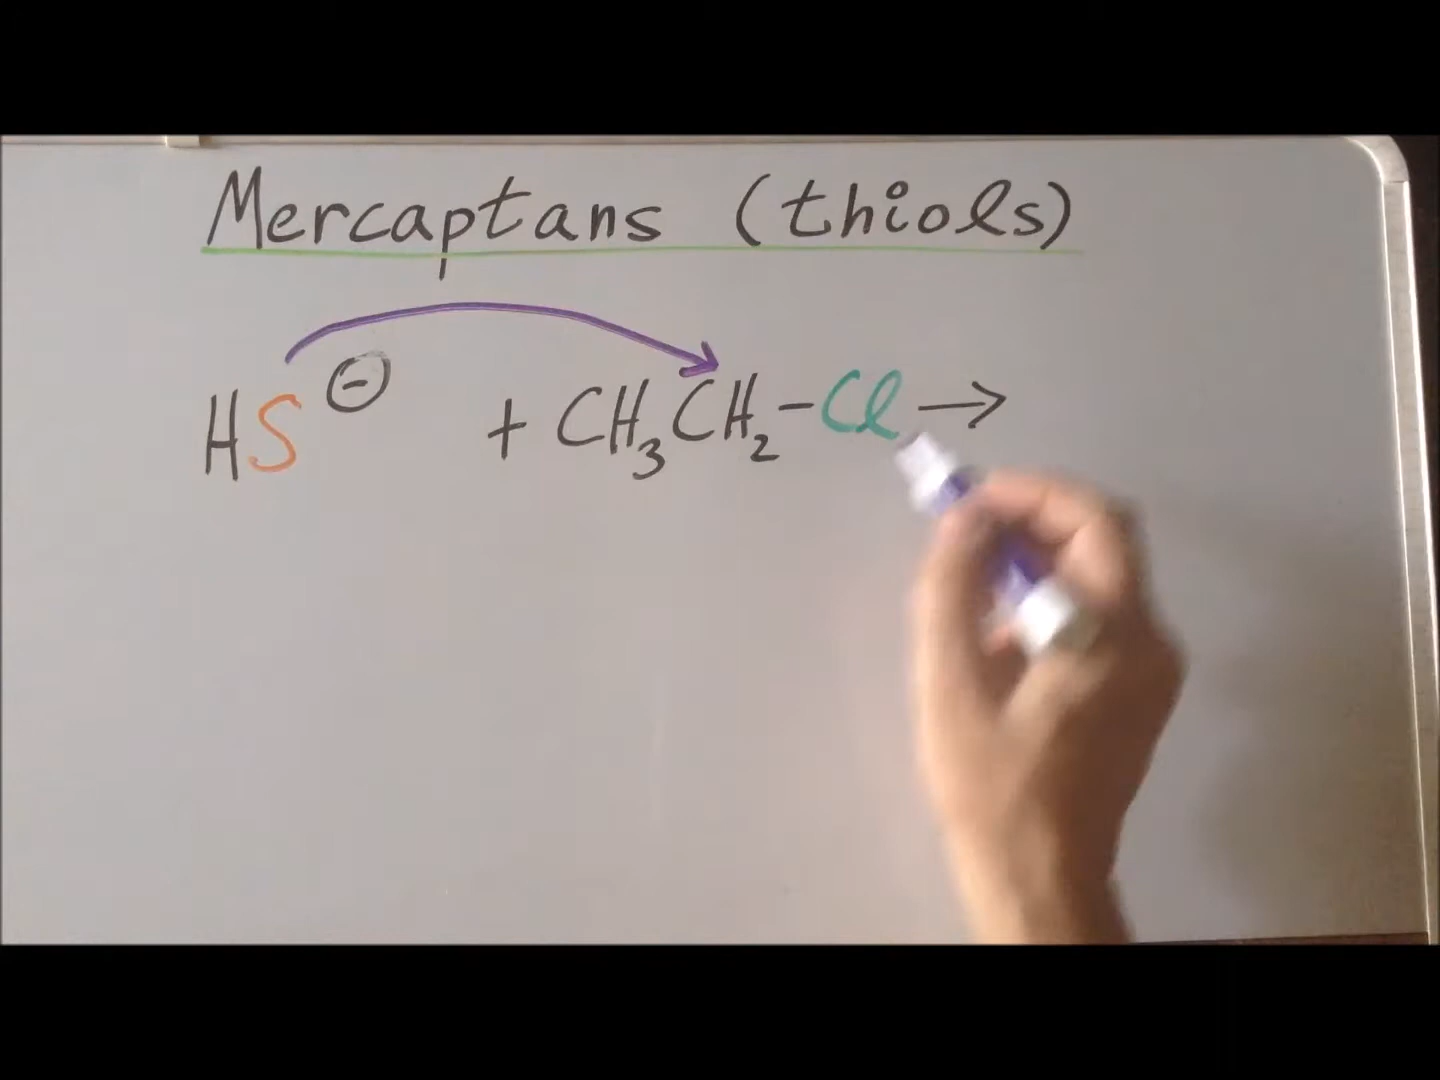 Mercaptans (thiols)
HS⊖ + CH₃CH₂-Cl →